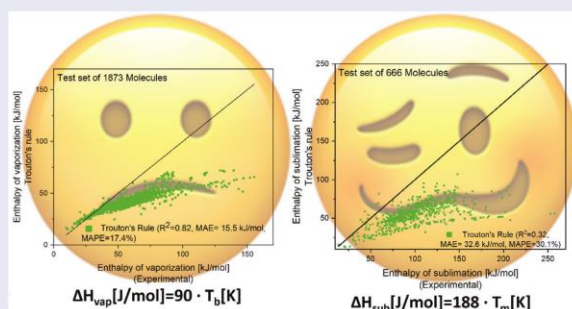 Test set of 1873 Molecules
Enthalpy of vaporization [kJ/mol]
Trouton's rule
150
100
50
0
Trouton's Rule (R²=0.82, MAE= 15.5 kJ/mol,
MAPE=17.4%)
0 50 100 150
Enthalpy of vaporization [kJ/mol]
(Experimental)
ΔHvap[J/mol]=90 · Tb[K]
Test set of 666 Molecules
Enthalpy of sublimation [kJ/mol]
Trouton's rule
250
200
150
100
50
Trouton's Rule (R²=0.32,
MAE= 32.6 kJ/mol, MAPE=30.1%)
50 100 150 200 250
Enthalpy of sublimation [kJ/mol]
(Experimental)
ΔHsub[J/mol]=188 · Tm[K]